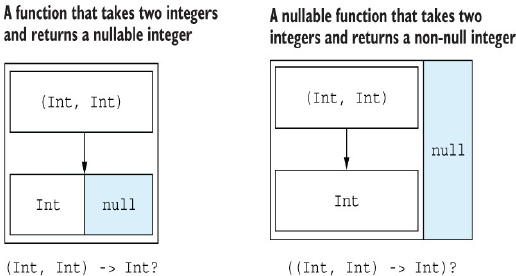 A function that takes two integers
and returns a nullable integer
(Int, Int)
Int
null
(Int, Int) -> Int?
A nullable function that takes two
integers and returns a non-null integer
(Int, Int)
null
Int
((Int, Int) -> Int)?